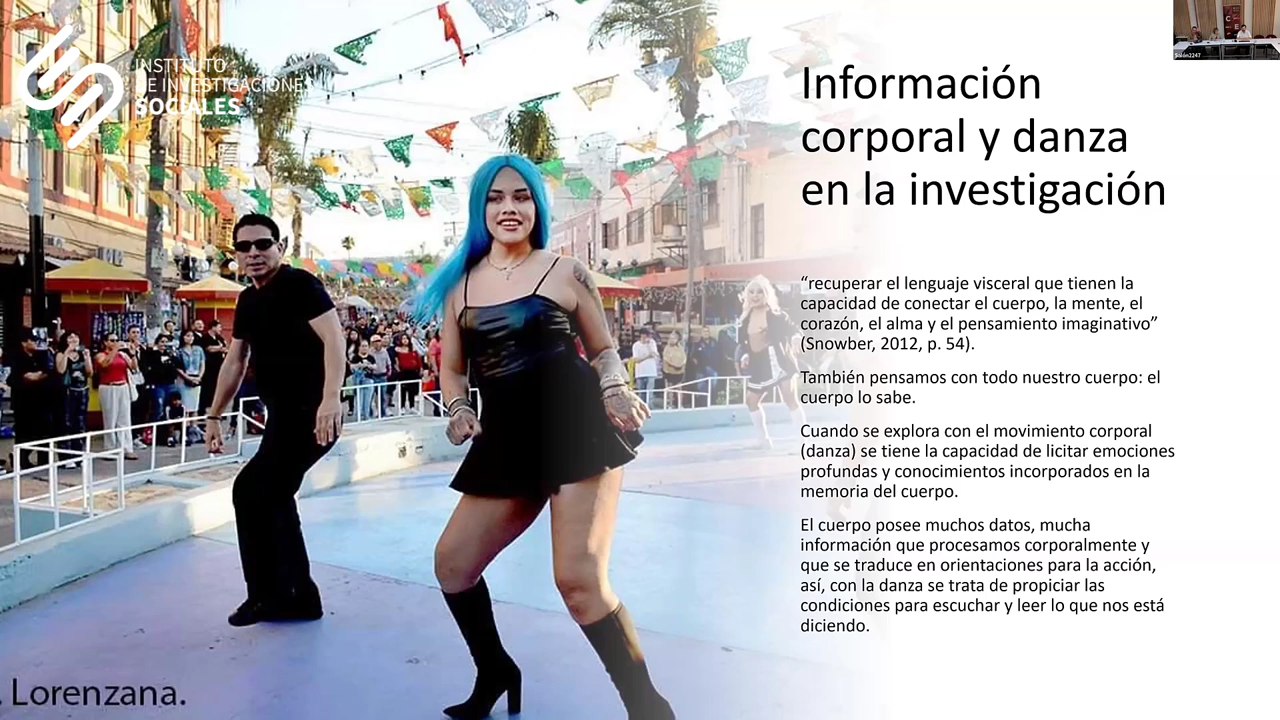 INSTITUTO
DE INVESTIGACIONES
SOCIALES
Información
corporal y danza
en la investigación
“recuperar el lenguaje visceral que tienen la
capacidad de conectar el cuerpo, la mente, el
corazón, el alma y el pensamiento imaginativo”
(Snowber, 2012, p. 54).
También pensamos con todo nuestro cuerpo: el
cuerpo lo sabe.
Cuando se explora con el movimiento corporal
(danza) se tiene la capacidad de licitar emociones
profundas y conocimientos incorporados en la
memoria del cuerpo.
El cuerpo posee muchos datos, mucha
información que procesamos corporalmente y
que se traduce en orientaciones para la acción,
así, con la danza se trata de propiciar las
condiciones para escuchar y leer lo que nos está
diciendo.
. Lorenzana.